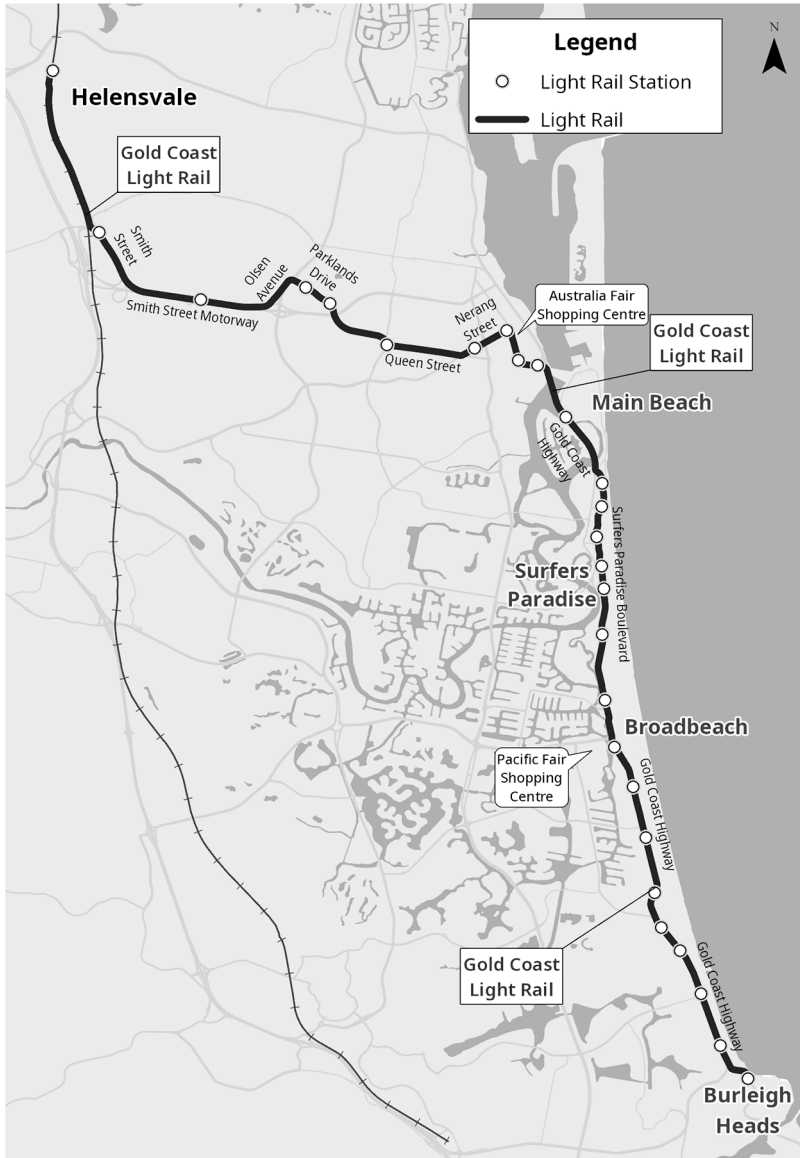 N
Legend
Light Rail Station
Light Rail
Helensvale
Gold Coast
Light Rail
Smith
Street
Smith Street Motorway
Olsen
Avenue
Parklands
Drive
Queen Street
Nerang
Street
Australia Fair
Shopping Centre
Gold Coast
Light Rail
Main Beach
Gold Coast
Highway
Surfers
Paradise
Surfers Paradise Boulevard
Broadbeach
Pacific Fair
Shopping
Centre
Gold Coast Highway
Gold Coast
Light Rail
Gold Coast Highway
Burleigh
Heads